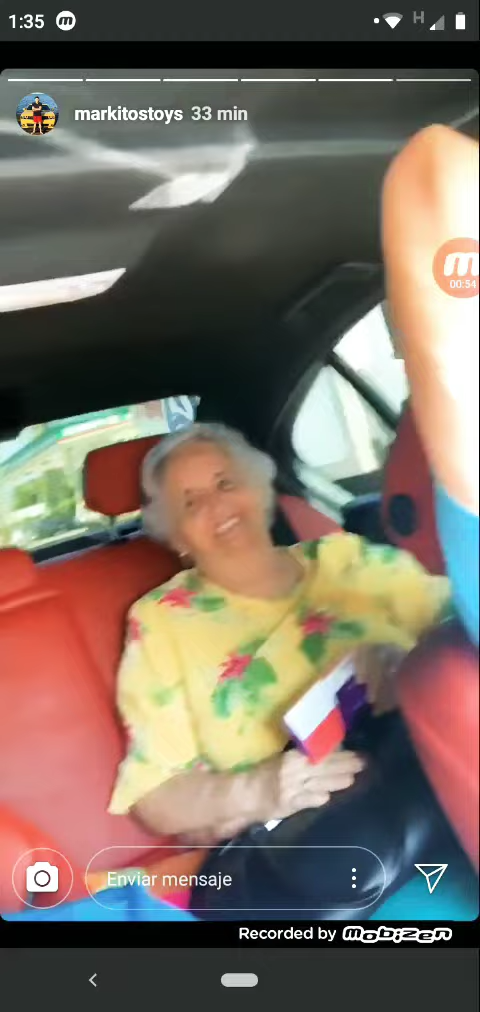 1:35
H
markitostoys 33 min
m
00:54
Enviar mensaje
Recorded by Mobizen